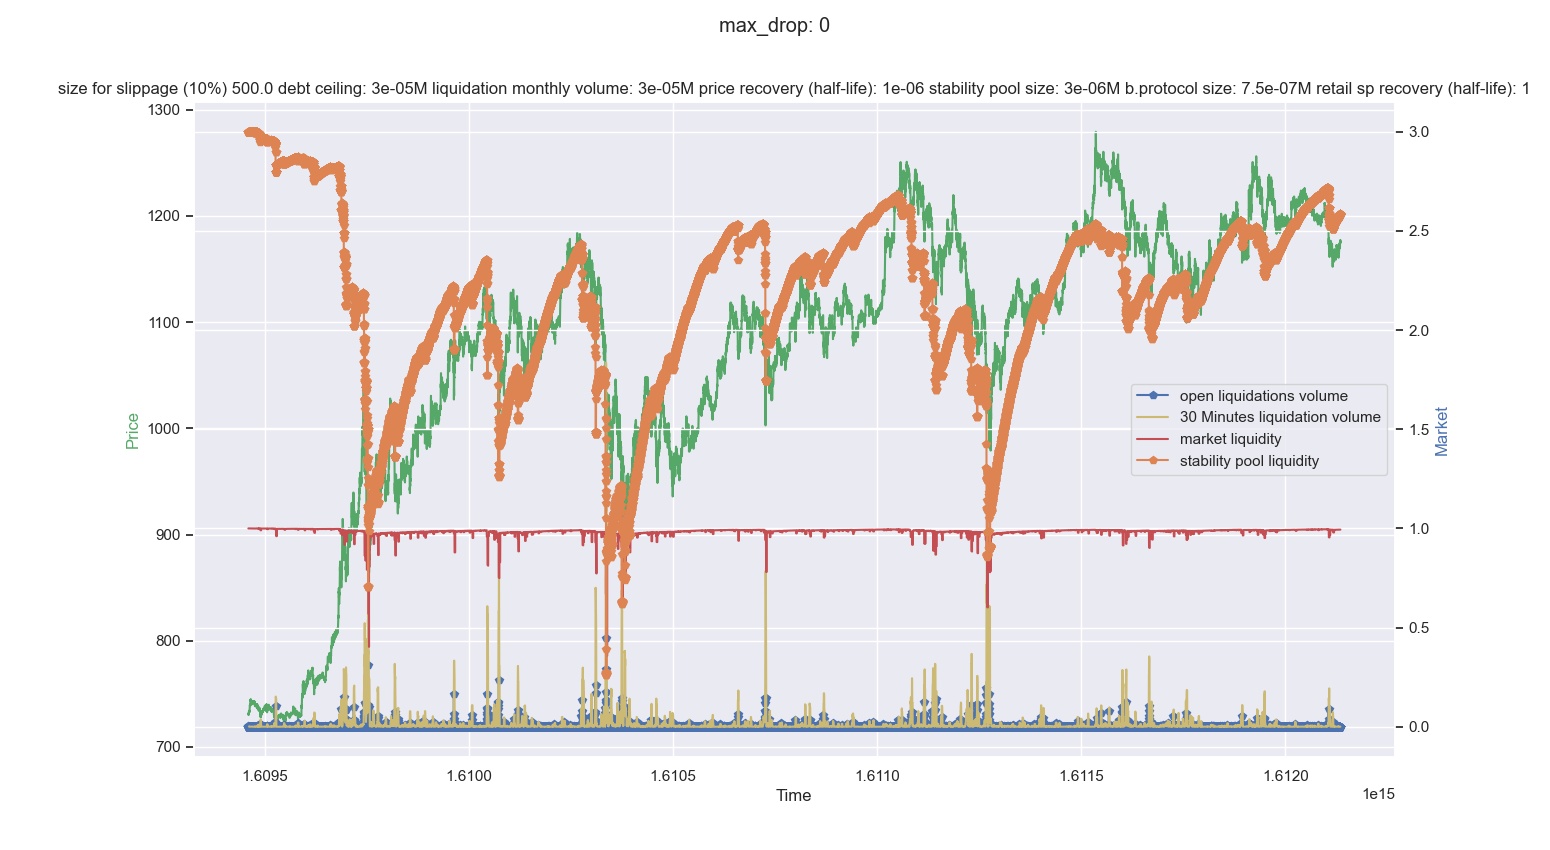 max_drop: 0
size for slippage (10%) 500.0 debt ceiling: 3e-05M liquidation monthly volume: 3e-05M price recovery (half-life): 1e-06 stability pool size: 3e-06M b.protocol size: 7.5e-07M retail sp recovery (half-life): 1
1300
1200
1100
1000
900
800
700
Price
3.0
2.5
2.0
1.5
1.0
0.5
0.0
Market
open liquidations volume
30 Minutes liquidation volume
market liquidity
stability pool liquidity
1.6095
1.6100
1.6105
1.6110
1.6115
1.6120
Time
1e15